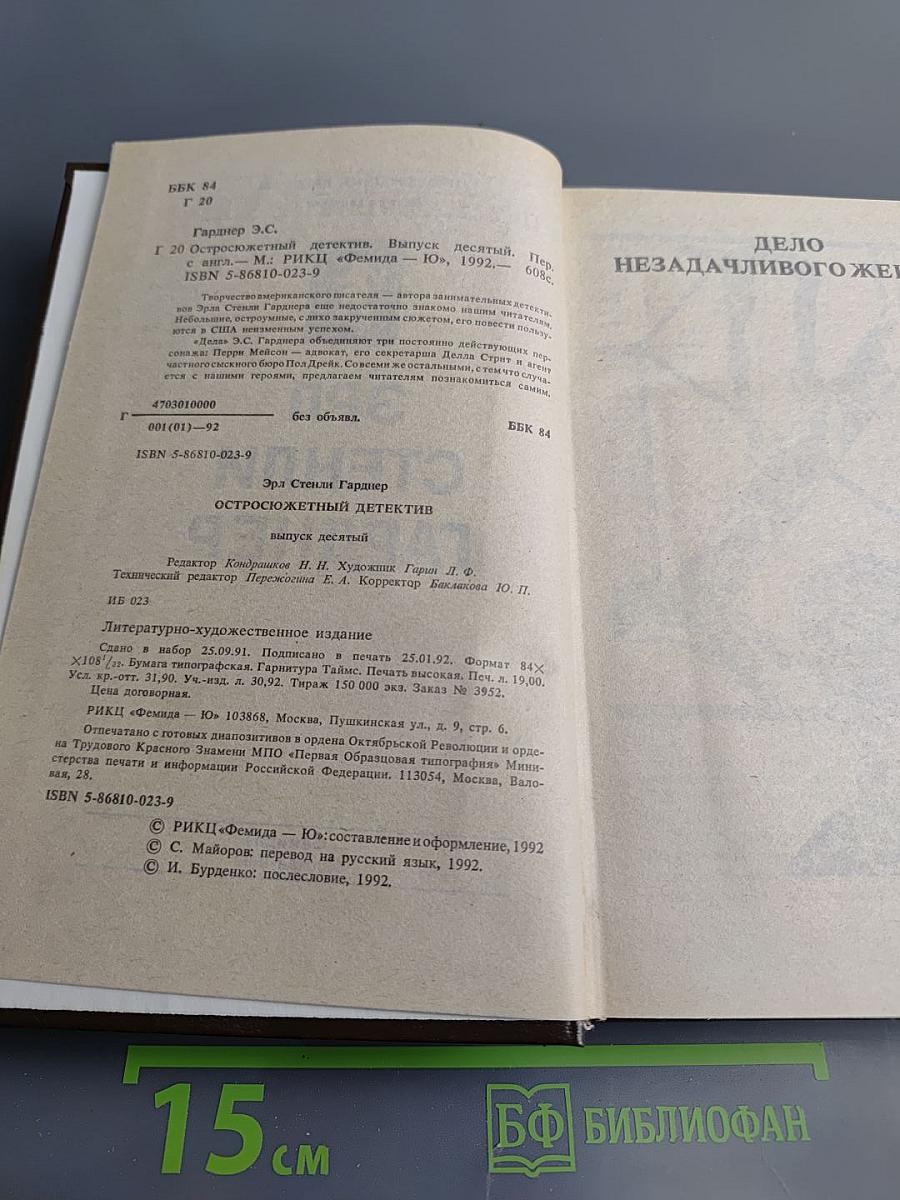 ББК 84
Г 20
Гарднер Э.С.
Г 20 Остросюжетный детектив. Выпуск десятый. Пер.
с англ.— М.: РИКЦ «Фемида — Ю», 1992.— 608с.
ISBN 5-86810-023-9
Творчество американского писателя — автора занимательных детекти-
вов Эрла Стенли Гарднера еще недостаточно знакомо нашим читателям.
Небольшие, остроумные, с лихо закрученным сюжетом, его повести пользу-
ются в США неизменным успехом.
«Дела» Э.С. Гарднера объединяют три постоянно действующих пер-
сонажа: Перри Мейсон — адвокат, его секретарша Делла Стрит и агент
частного сыскного бюро Пол Дрейк. Со всеми же остальными, с тем что случа-
ется с нашими героями, предлагаем читателям познакомиться самим.
Г 4703010000 без объявл.
001(01)—92
ББК 84
ISBN 5-86810-023-9
Эрл Стенли Гарднер
ОСТРОСЮЖЕТНЫЙ ДЕТЕКТИВ
выпуск десятый
Редактор Кондрашков Н. Н. Художник Гарин Л. Ф.
Технический редактор Пережогина Е. А. Корректор Баклакова Ю. П.
ИБ 023
Литературно-художественное издание
Сдано в набор 25.09.91. Подписано в печать 25.01.92. Формат 84×
×108¹/₃₂. Бумага типографская. Гарнитура Таймс. Печать высокая. Печ. л. 19,00.
Усл. кр.-отт. 31,90. Уч.-изд. л. 30,92. Тираж 150 000 экз. Заказ № 3952.
Цена договорная.
РИКЦ «Фемида — Ю» 103868, Москва, Пушкинская ул., д. 9, стр. 6.
Отпечатано с готовых диапозитивов в ордена Октябрьской Революции и орде-
на Трудового Красного Знамени МПО «Первая Образцовая типография» Мини-
стерства печати и информации Российской Федерации. 113054, Москва, Вало-
вая, 28.
ISBN 5-86810-023-9
© РИКЦ «Фемида — Ю»: составление и оформление, 1992
© С. Майоров: перевод на русский язык, 1992.
© И. Бурденко: послесловие, 1992.
ДЕЛО
НЕЗАДАЧЛИВОГО ЖЕН
15 см
БФ БИБЛИОФАН